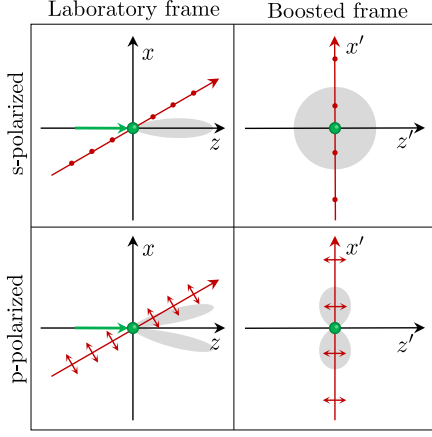 Laboratory frame
Boosted frame
s-polarized
x
z
x′
z′
p-polarized
x
z
x′
z′